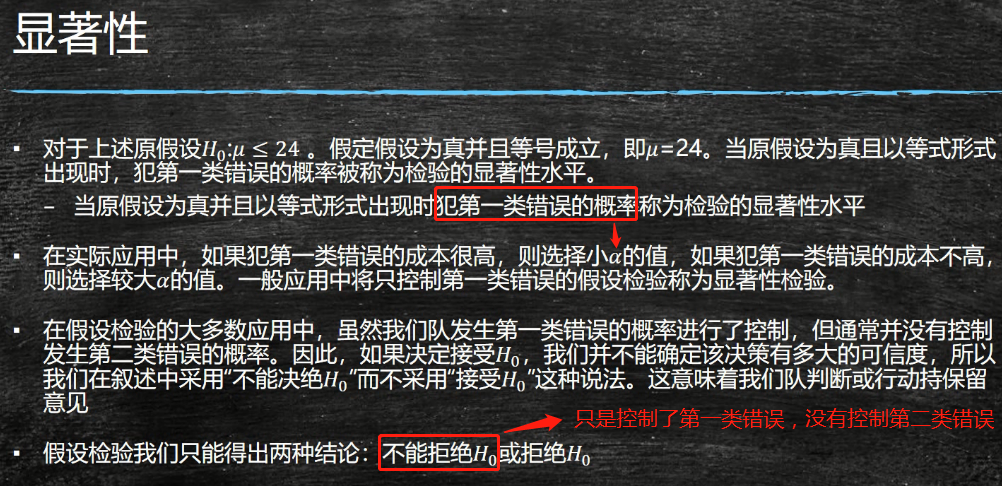 显著性
▪ 对于上述原假设H₀:μ ≤ 24 。假定假设为真并且等号成立，即μ=24。当原假设为真且以等式形式
出现时，犯第一类错误的概率被称为检验的显著性水平。
– 当原假设为真并且以等式形式出现时犯第一类错误的概率称为检验的显著性水平
▪ 在实际应用中，如果犯第一类错误的成本很高，则选择小α的值，如果犯第一类错误的成本不高，
则选择较大α的值。一般应用中将只控制第一类错误的假设检验称为显著性检验。
▪ 在假设检验的大多数应用中，虽然我们队发生第一类错误的概率进行了控制，但通常并没有控制
发生第二类错误的概率。因此，如果决定接受H₀，我们并不能确定该决策有多大的可信度，所以
我们在叙述中采用“不能决绝H₀”而不采用“接受H₀”这种说法。这意味着我们队判断或行动持保留
意见
只是控制了第一类错误，没有控制第二类错误
▪ 假设检验我们只能得出两种结论：不能拒绝H₀或拒绝H₀